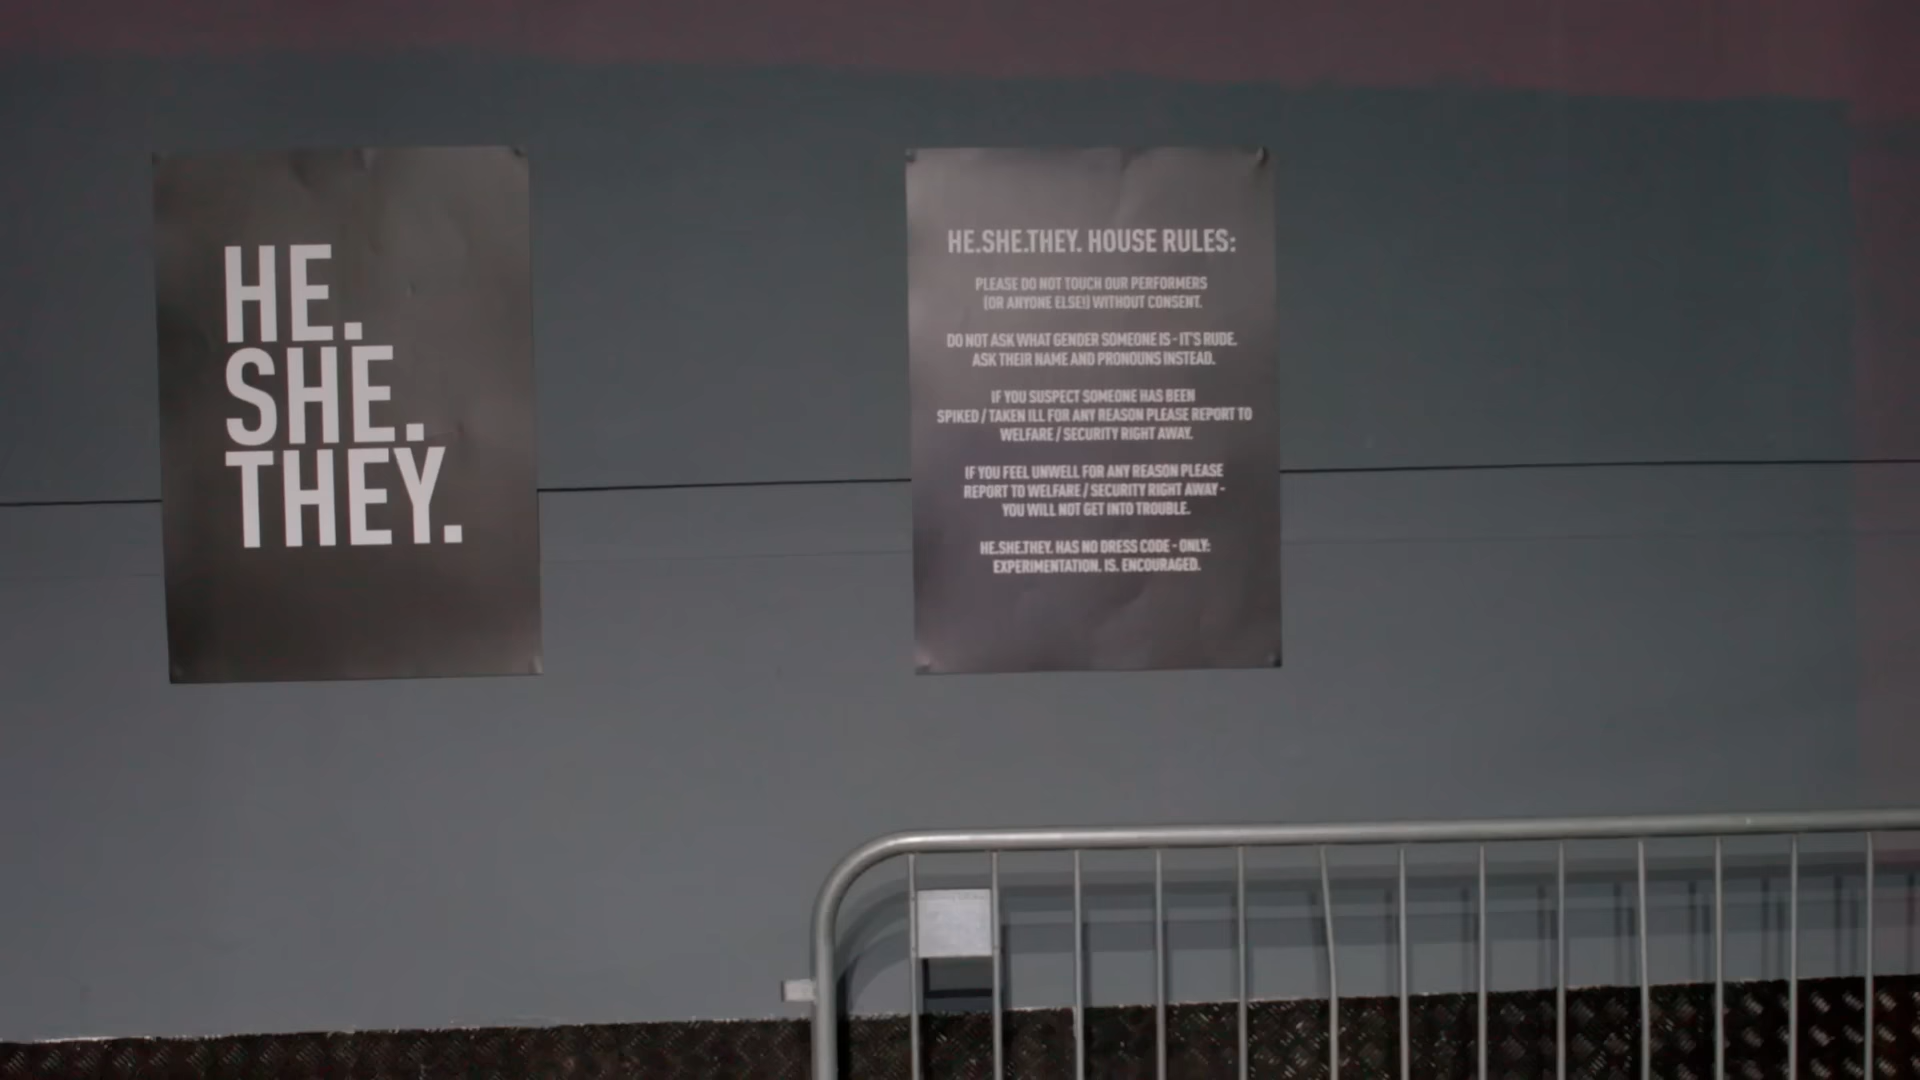 HE.
SHE.
THEY.
HE.SHE.THEY. HOUSE RULES:
PLEASE DO NOT TOUCH OUR PERFORMERS
(OR ANYONE ELSE!) WITHOUT CONSENT.
DO NOT ASK WHAT GENDER SOMEONE IS - IT'S RUDE.
ASK THEIR NAME AND PRONOUNS INSTEAD.
IF YOU SUSPECT SOMEONE HAS BEEN
SPIKED / TAKEN ILL FOR ANY REASON PLEASE REPORT TO
WELFARE / SECURITY RIGHT AWAY.
IF YOU FEEL UNWELL FOR ANY REASON PLEASE
REPORT TO WELFARE / SECURITY RIGHT AWAY -
YOU WILL NOT GET INTO TROUBLE.
HE.SHE.THEY. HAS NO DRESS CODE - ONLY:
EXPERIMENTATION. IS. ENCOURAGED.